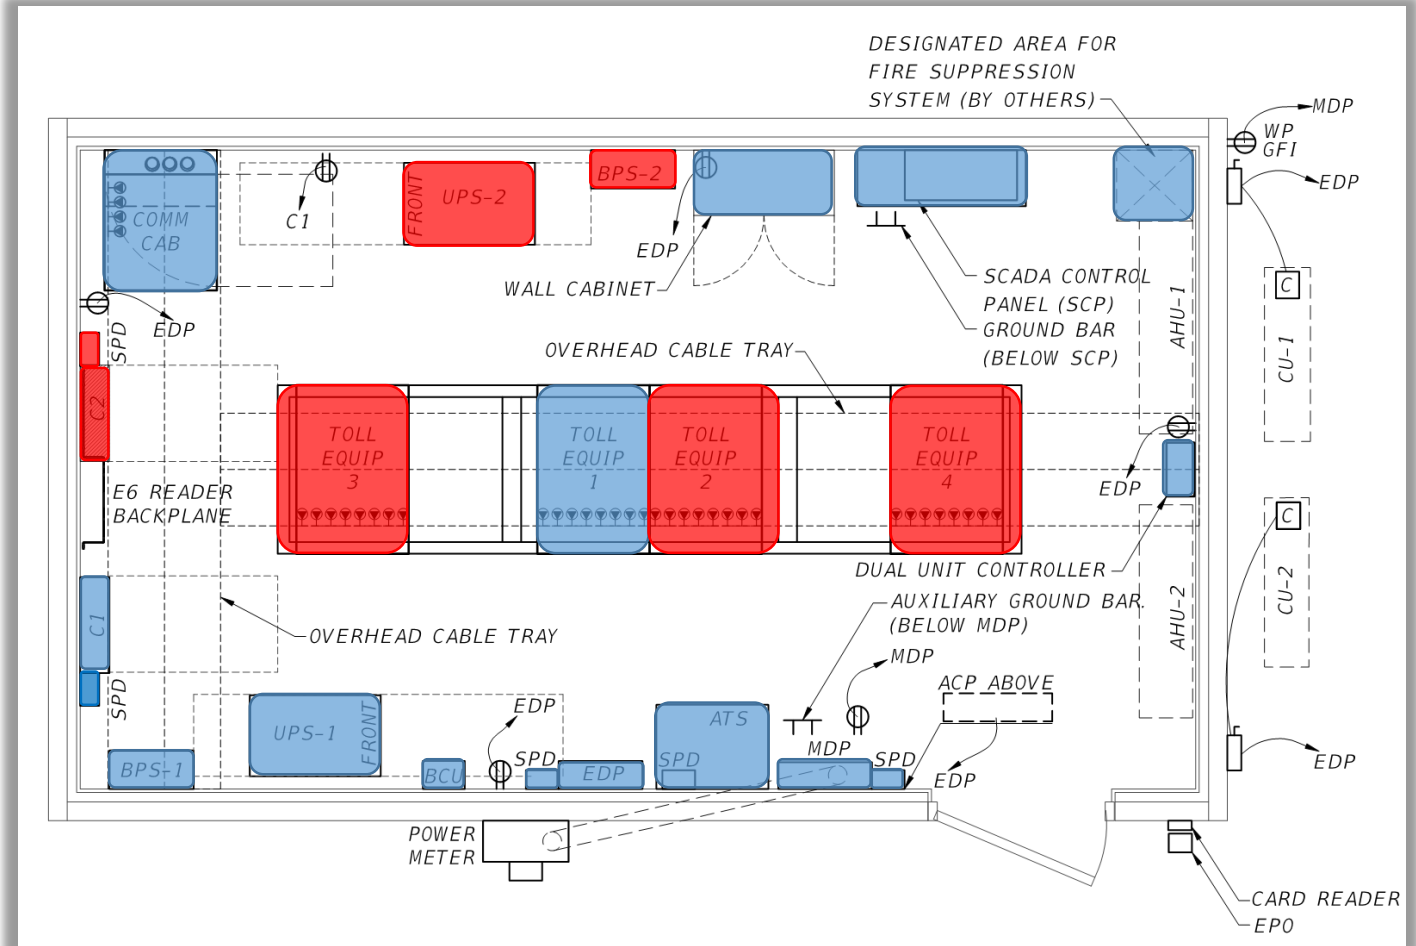 DESIGNATED AREA FOR
FIRE SUPPRESSION
SYSTEM (BY OTHERS)
MDP
WP
GFI
EDP
COMM
CAB
C1
FRONT
UPS-2
BPS-2
EDP
WALL CABINET
SCADA CONTROL
PANEL (SCP)
GROUND BAR
(BELOW SCP)
AHU-1
C
CU-1
EDP
SPD
C2
OVERHEAD CABLE TRAY
TOLL
EQUIP
3
TOLL
EQUIP
1
TOLL
EQUIP
2
TOLL
EQUIP
4
EDP
E6 READER
BACKPLANE
C
CU-2
DUAL UNIT CONTROLLER
AUXILIARY GROUND BAR
(BELOW MDP)
AHU-2
C1
SPD
OVERHEAD CABLE TRAY
MDP
ACP ABOVE
UPS-1
FRONT
EDP
ATS
BPS-1
BCU
SPD
EDP
SPD
MDP
SPD
EDP
EDP
POWER
METER
CARD READER
EPO